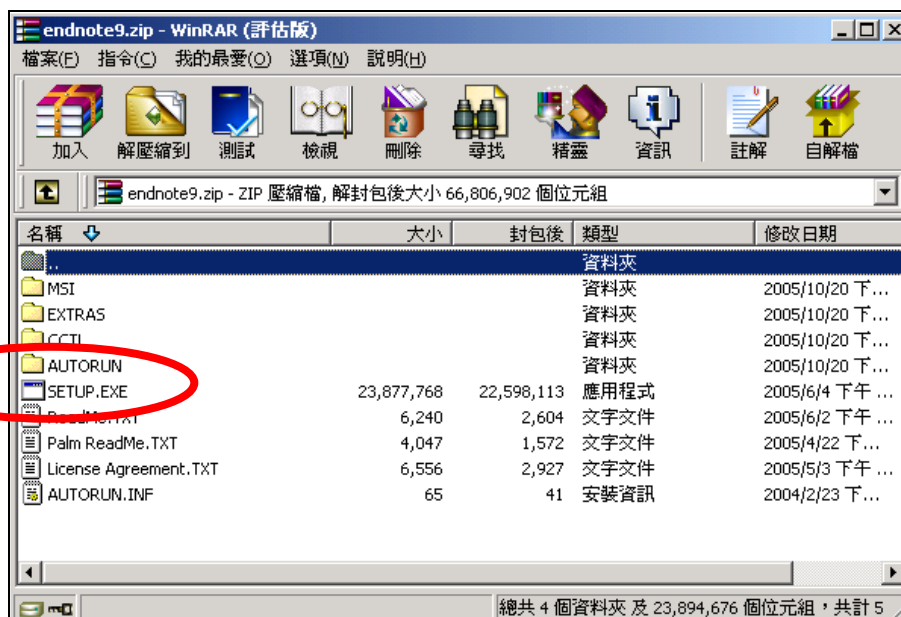 endnote9.zip - WinRAR (評估版)
檔案(F) 指令(C) 我的最愛(O) 選項(N) 說明(H)
加入 解壓縮到 測試 檢視 刪除 尋找 精靈 資訊 註解 自解檔
endnote9.zip - ZIP 壓縮檔, 解封包後大小 66,806,902 個位元組
名稱 大小 封包後 類型 修改日期
.. 資料夾
MSI 資料夾 2005/10/20 下...
EXTRAS 資料夾 2005/10/20 下...
CCTL 資料夾 2005/10/20 下...
AUTORUN 資料夾 2005/10/20 下...
SETUP.EXE 23,877,768 22,598,113 應用程式 2005/6/4 下午 ...
ReadMe.TXT 6,240 2,604 文字文件 2005/6/2 下午 ...
Palm ReadMe.TXT 4,047 1,572 文字文件 2005/4/22 下...
License Agreement.TXT 6,556 2,927 文字文件 2005/5/3 下午 ...
AUTORUN.INF 65 41 安裝資訊 2004/2/23 下...
總共 4 個資料夾 及 23,894,676 個位元組，共計 5